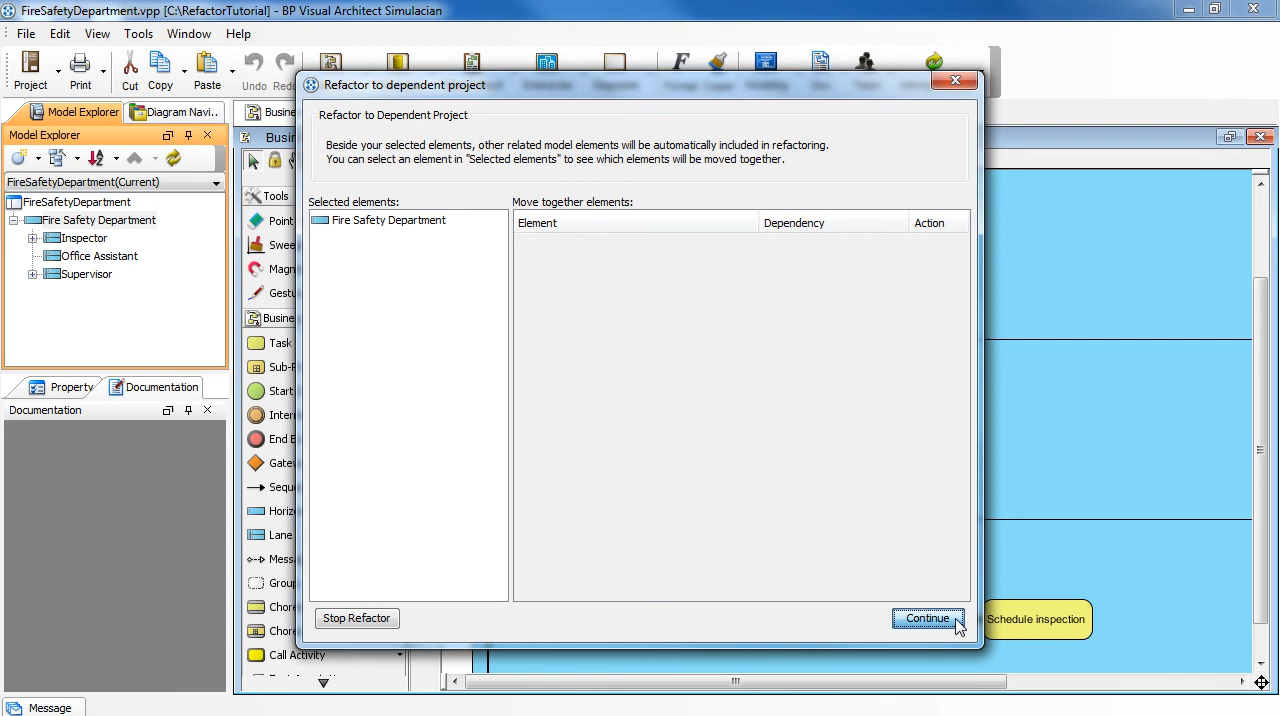 FireSafetyDepartment.vpp [C:\RefactorTutorial] - BP Visual Architect Simulacian
File Edit View Tools Window Help
Project Print Cut Copy Paste Undo Redo
Model Explorer Diagram Navi..
Model Explorer
FireSafetyDepartment(Current)
FireSafetyDepartment
Fire Safety Department
Inspector
Office Assistant
Supervisor
Property Documentation
Documentation
Message
Busine
Busin
Tools
Point
Swee
Magn
Gestu
Busine
Task
Sub-P
Start
Interr
End E
Gatew
Seque
Horiz
Lane
Messa
Group
Chore
Chore
Call Activity
Refactor to dependent project
Refactor to Dependent Project
Beside your selected elements, other related model elements will be automatically included in refactoring.
You can select an element in "Selected elements" to see which elements will be moved together.
Selected elements: Move together elements:
Fire Safety Department
Element Dependency Action
Stop Refactor Continue
Schedule inspection